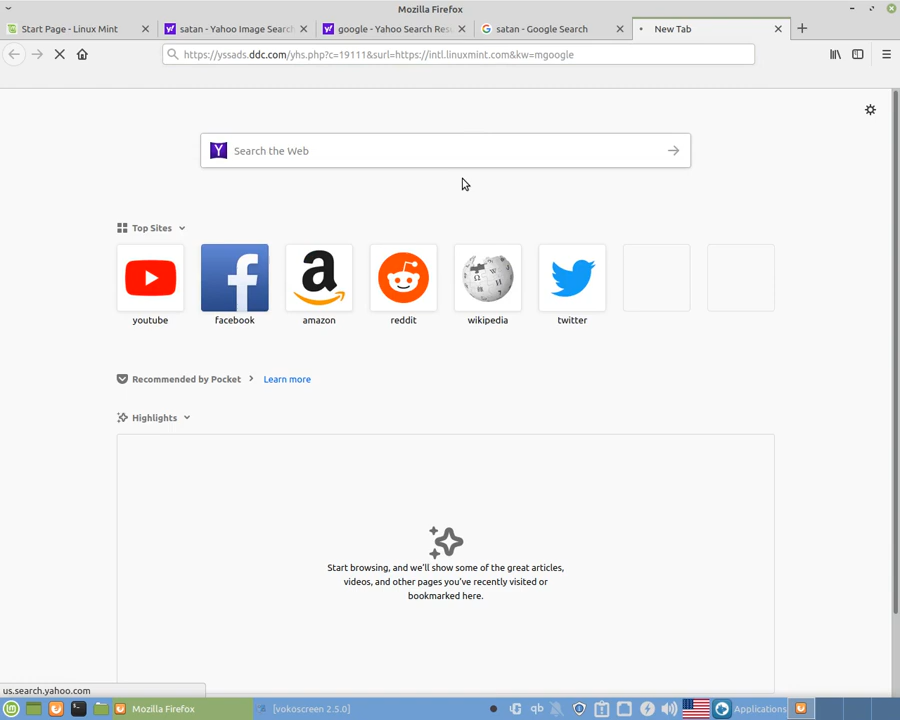 Mozilla Firefox
Start Page - Linux Mint
satan - Yahoo Image Search
google - Yahoo Search Res
satan - Google Search
New Tab
https://yssads.ddc.com/yhs.php?c=19111&surl=https://intl.linuxmint.com&kw=mgoogle
Search the Web
Top Sites
youtube
facebook
amazon
reddit
wikipedia
twitter
Recommended by Pocket
Learn more
Highlights
Start browsing, and we'll show some of the great articles,
videos, and other pages you've recently visited or
bookmarked here.
us.search.yahoo.com
Mozilla Firefox
[vokoscreen 2.5.0]
qb
Applications